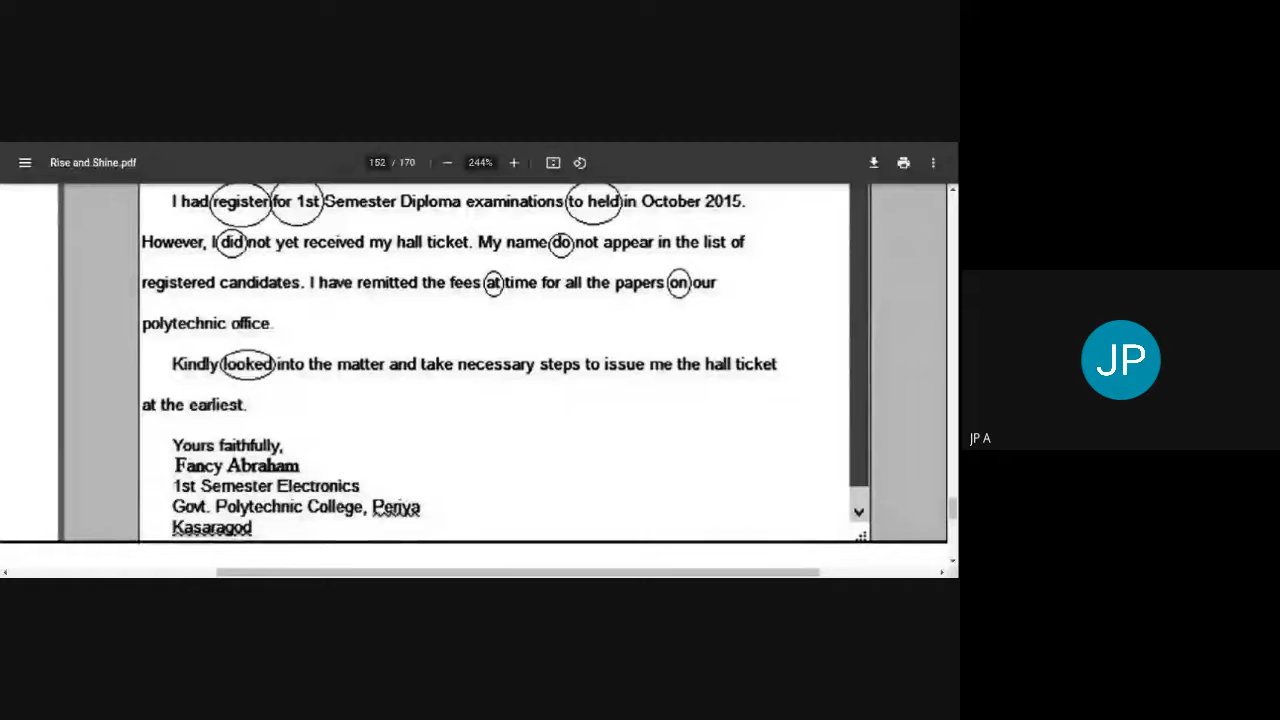 Rise and Shine.pdf
152 / 170
244%
I had register for 1st Semester Diploma examinations to held in October 2015.
However, I did not yet received my hall ticket. My name do not appear in the list of
registered candidates. I have remitted the fees at time for all the papers on our
polytechnic office.
Kindly looked into the matter and take necessary steps to issue me the hall ticket
at the earliest.
Yours faithfully,
Fancy Abraham
1st Semester Electronics
Govt. Polytechnic College, Periya
Kasaragod
JP
JP A